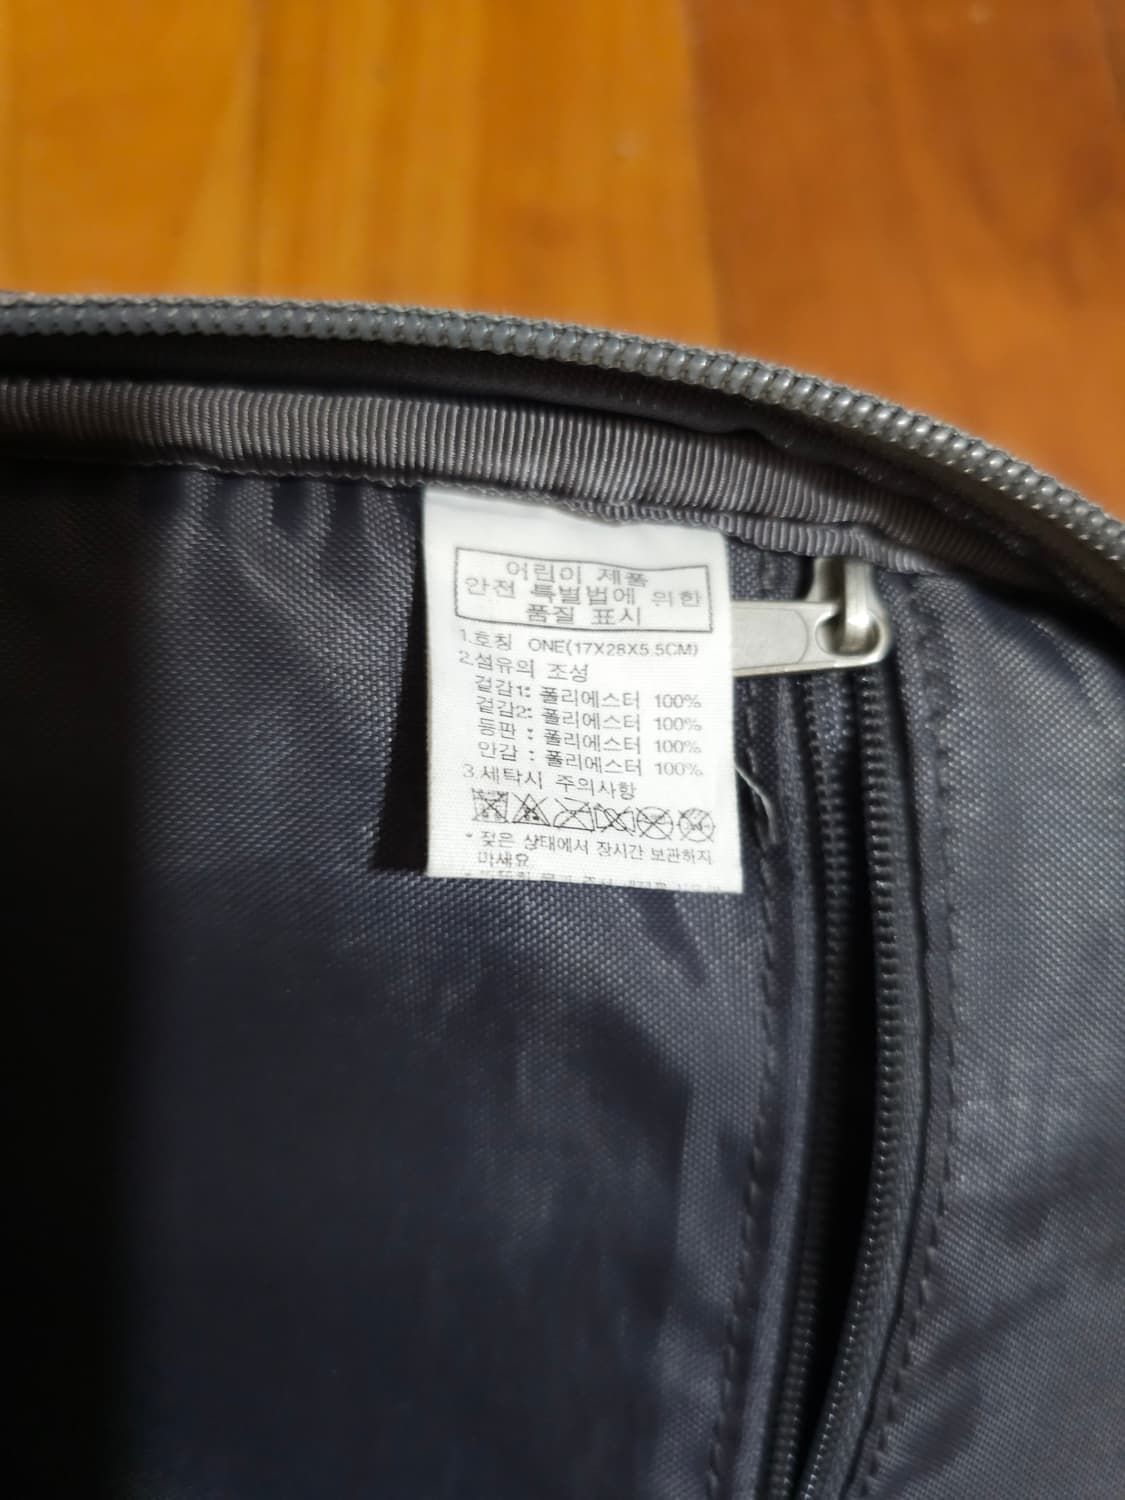 어린이 제품
안전 특별법에 의한
품질 표시
1.호칭 ONE(17X28X5.5CM)
2.섬유의 조성
겉감1: 폴리에스터 100%
겉감2: 폴리에스터 100%
등판 : 폴리에스터 100%
안감 : 폴리에스터 100%
3.세탁시 주의사항
* 젖은 상태에서 장시간 보관하지
마세요